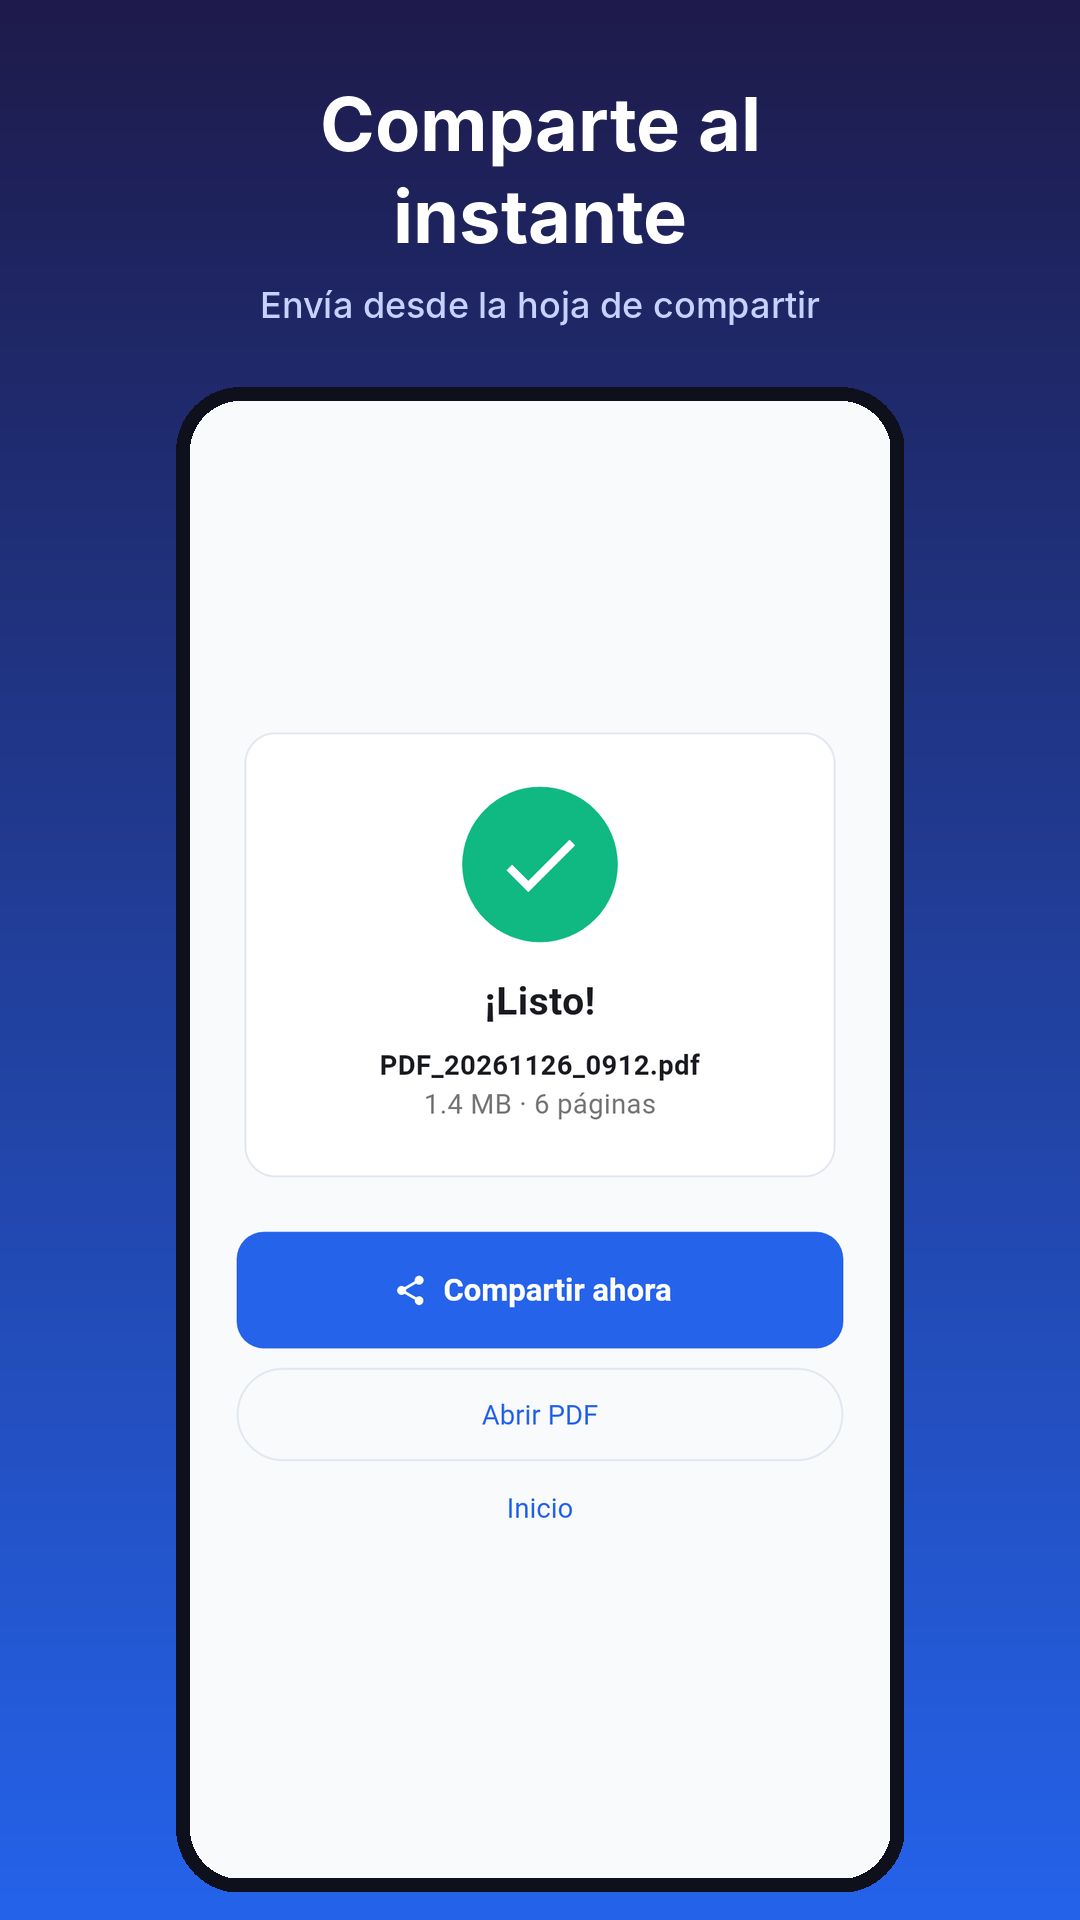 Comparte al
instante
Envía desde la hoja de compartir
¡Listo!
PDF_20261126_0912.pdf
1.4 MB · 6 páginas
Compartir ahora
Abrir PDF
Inicio